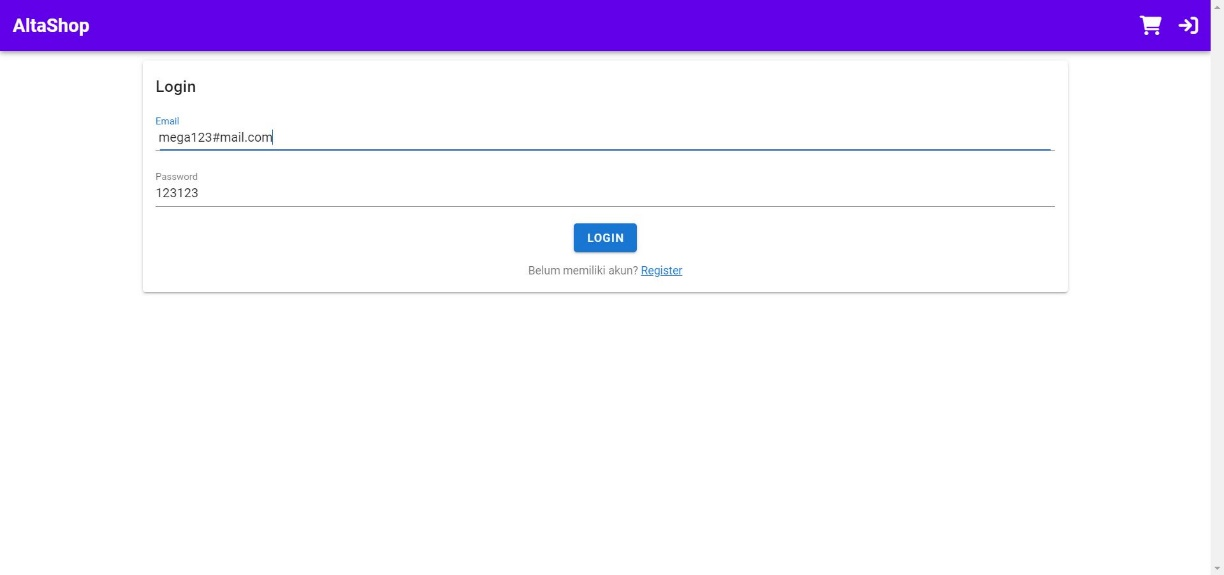 AltaShop
Login
Email
mega123#mail.com
Password
123123
LOGIN
Belum memiliki akun? Register